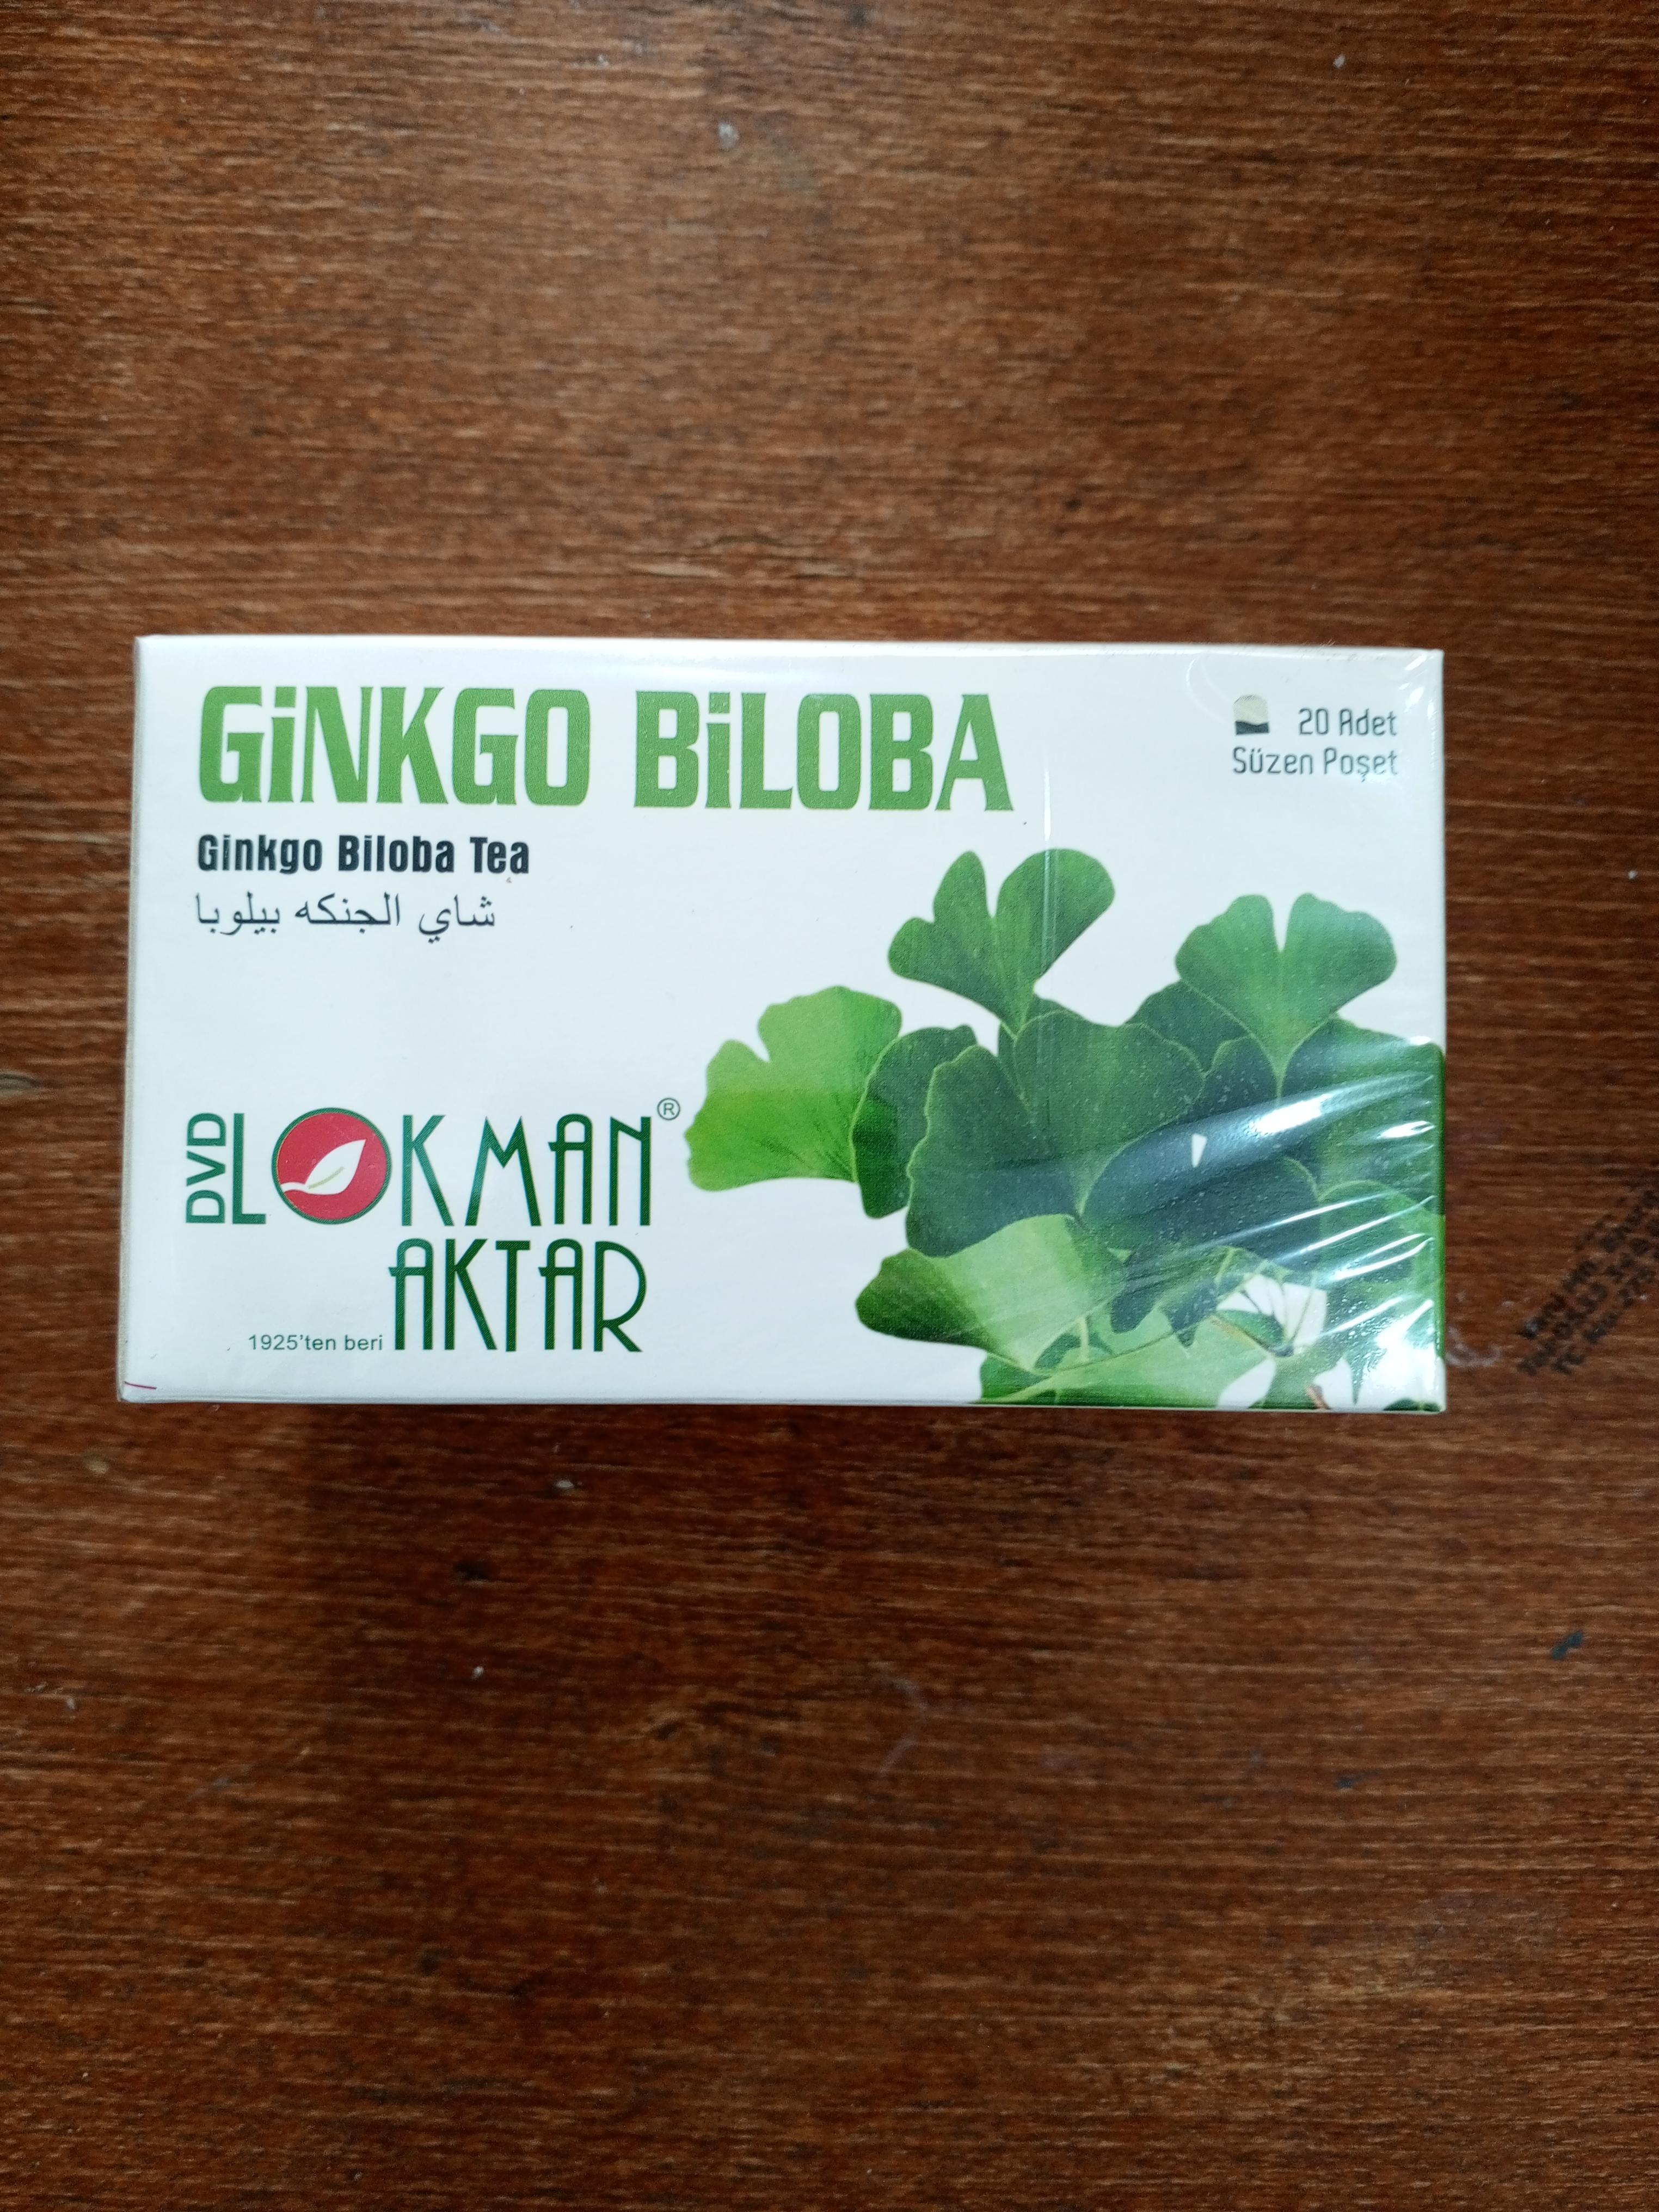 GiNKGO BiLOBA
20 Adet
Süzen Poşet
Ginkgo Biloba Tea
شاي الجنكه بيلوبا
DVD LOKMAN®
AKTAR
1925'ten beri